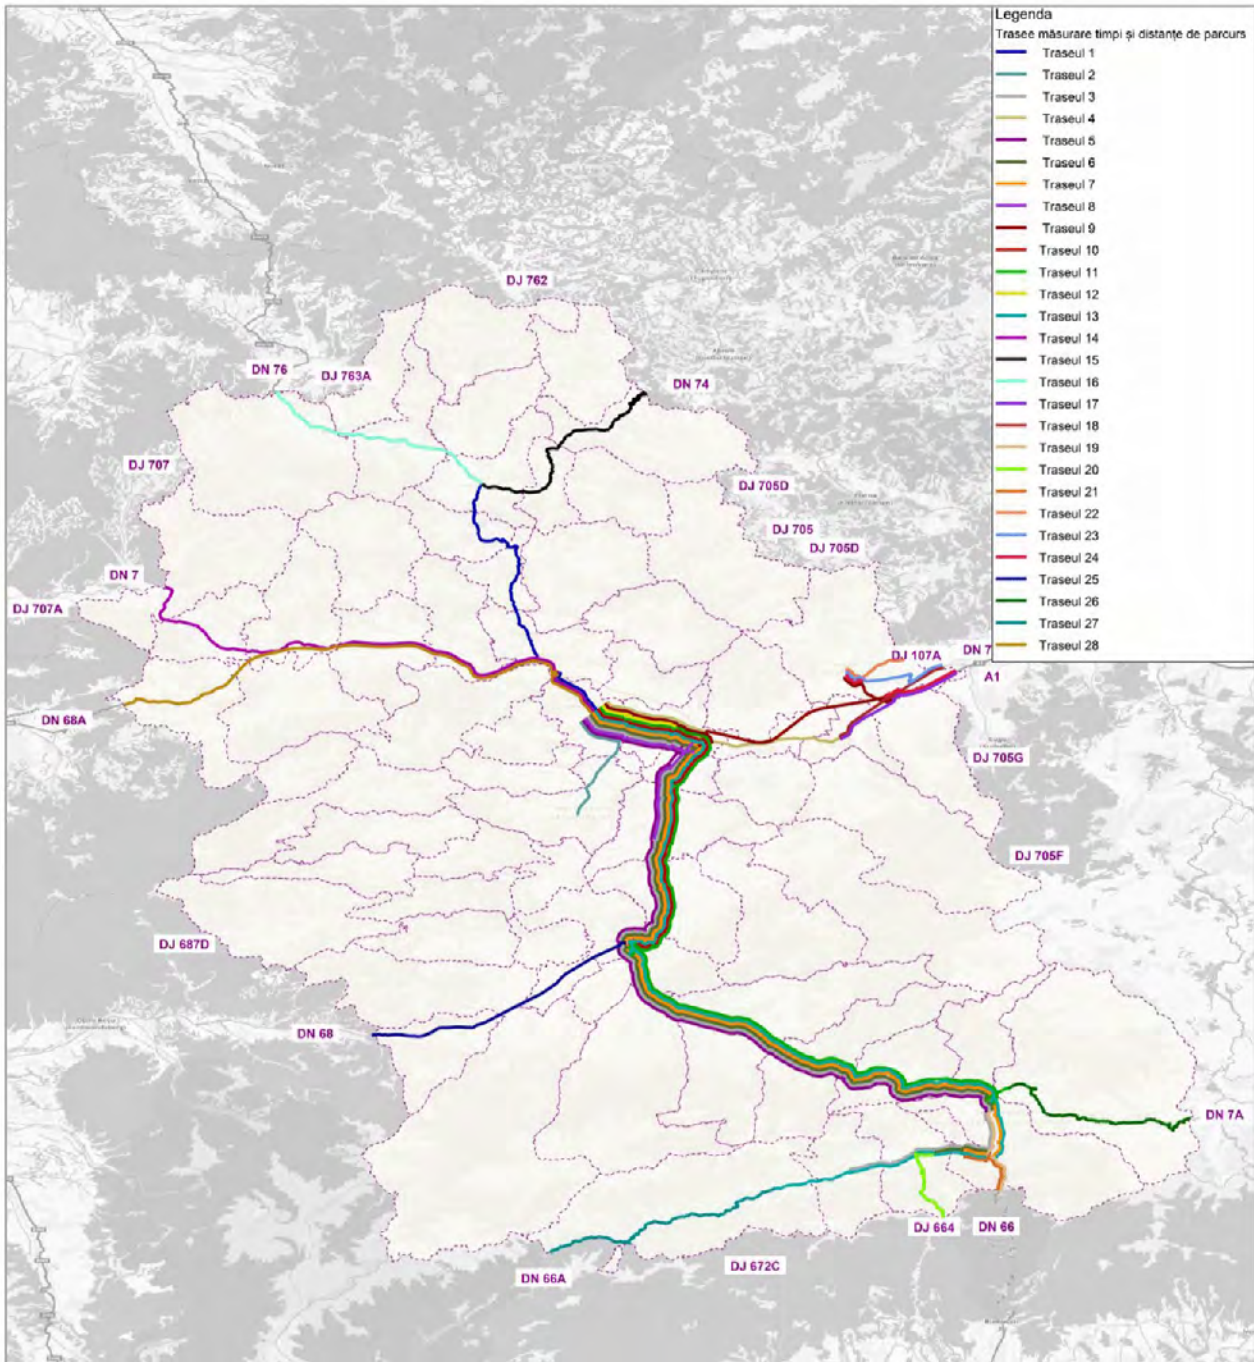 Legenda
Trasee măsurare timpi și distanțe de parcurs
Traseul 1
Traseul 2
Traseul 3
Traseul 4
Traseul 5
Traseul 6
Traseul 7
Traseul 8
Traseul 9
Traseul 10
Traseul 11
Traseul 12
Traseul 13
Traseul 14
Traseul 15
Traseul 16
Traseul 17
Traseul 18
Traseul 19
Traseul 20
Traseul 21
Traseul 22
Traseul 23
Traseul 24
Traseul 25
Traseul 26
Traseul 27
Traseul 28
DJ 762
DN 76
DJ 763A
DN 74
DJ 707
DJ 705D
DJ 705
DJ 705D
DN 7
DJ 707A
DJ 107A
DN 7
A1
DN 68A
DJ 705G
DJ 705F
DJ 687D
DN 68
DN 7A
DJ 664
DN 66
DJ 672C
DN 66A